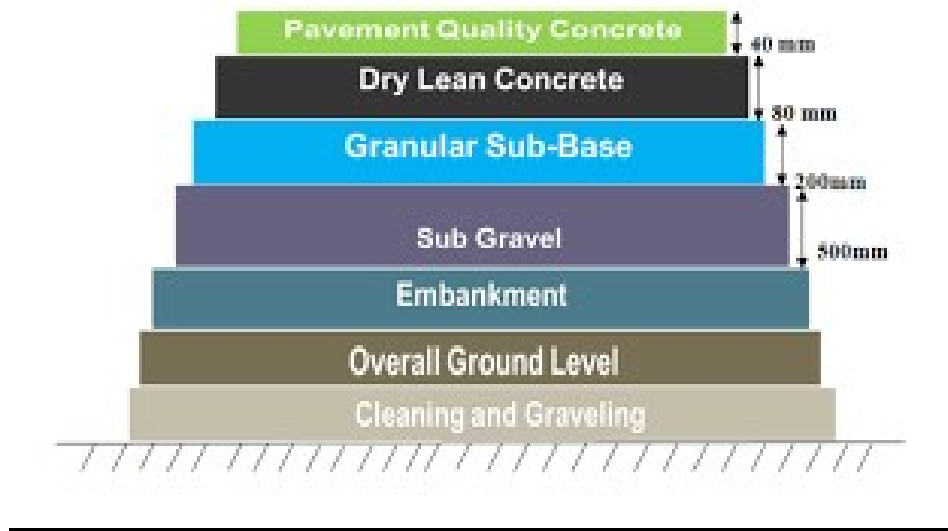 Pavement Quality Concrete
40 mm
Dry Lean Concrete
80 mm
Granular Sub-Base
200mm
Sub Gravel
500mm
Embankment
Overall Ground Level
Cleaning and Graveling